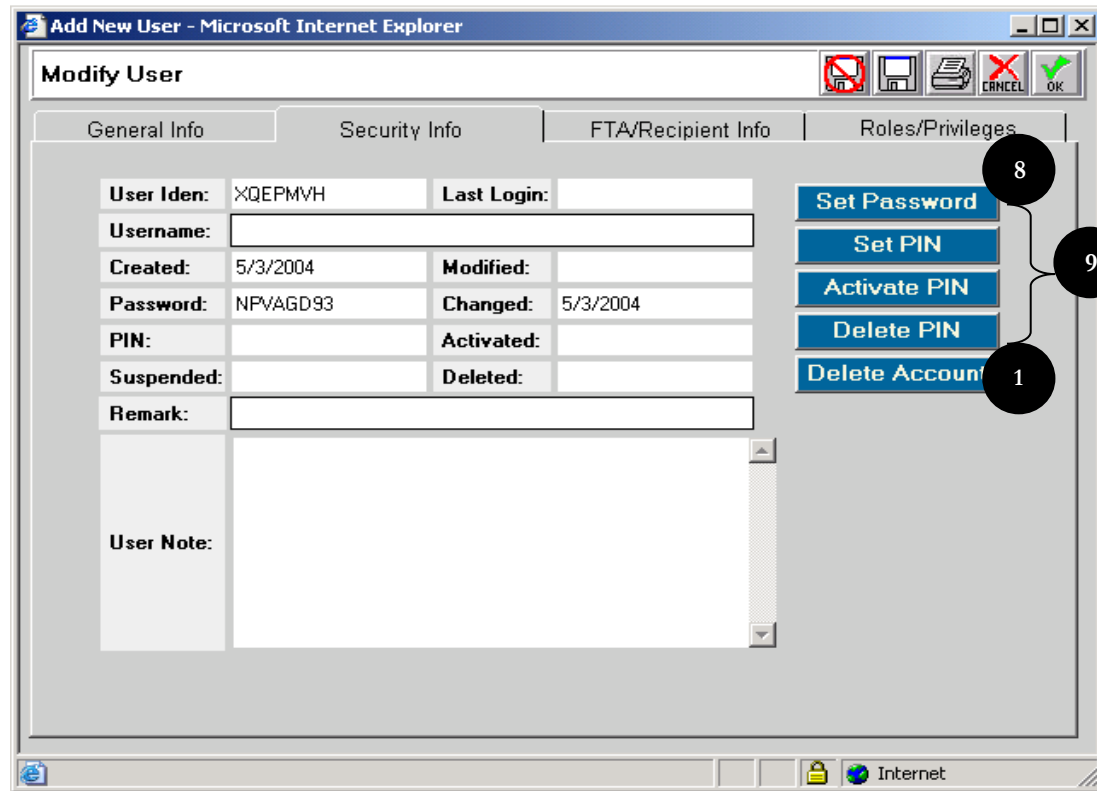 Add New User - Microsoft Internet Explorer
Modify User
CANCEL OK
General Info Security Info FTA/Recipient Info Roles/Privileges
8
User Iden: XQEPMVH Last Login: Set Password
Username: Set PIN
9
Created: 5/3/2004 Modified: Activate PIN
Password: NPVAGD93 Changed: 5/3/2004
PIN: Activated: Delete PIN
Suspended: Deleted: Delete Account
1
Remark:
User Note:
Internet